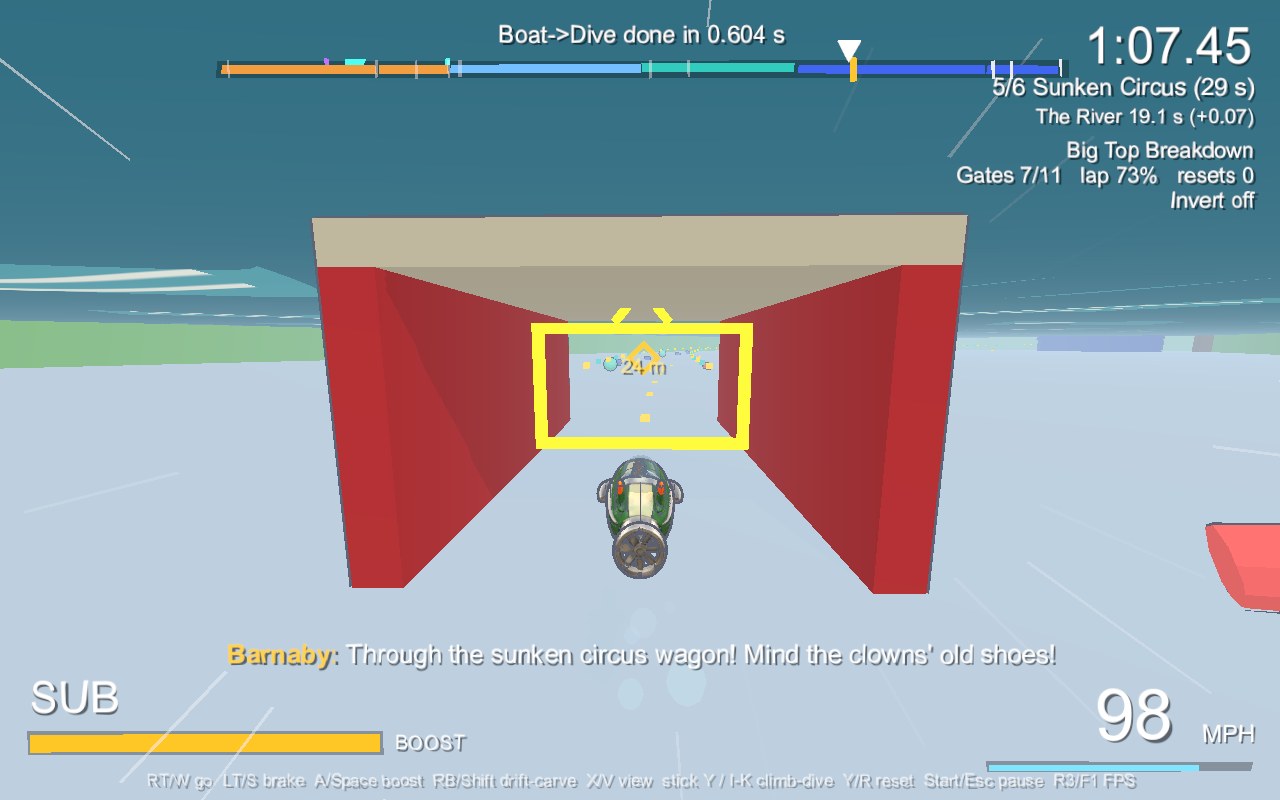 Boat->Dive done in 0.604 s
1:07.45
5/6 Sunken Circus (29 s)
The River 19.1 s (+0.07)
Big Top Breakdown
Gates 7/11 lap 73% resets 0
Invert off
24 m
Barnaby: Through the sunken circus wagon! Mind the clowns' old shoes!
SUB
BOOST
98 MPH
RT/W go LT/S brake A/Space boost RB/Shift drift-carve X/V view stick Y / I-K climb-dive Y/R reset Start/Esc pause R3/F1 FPS